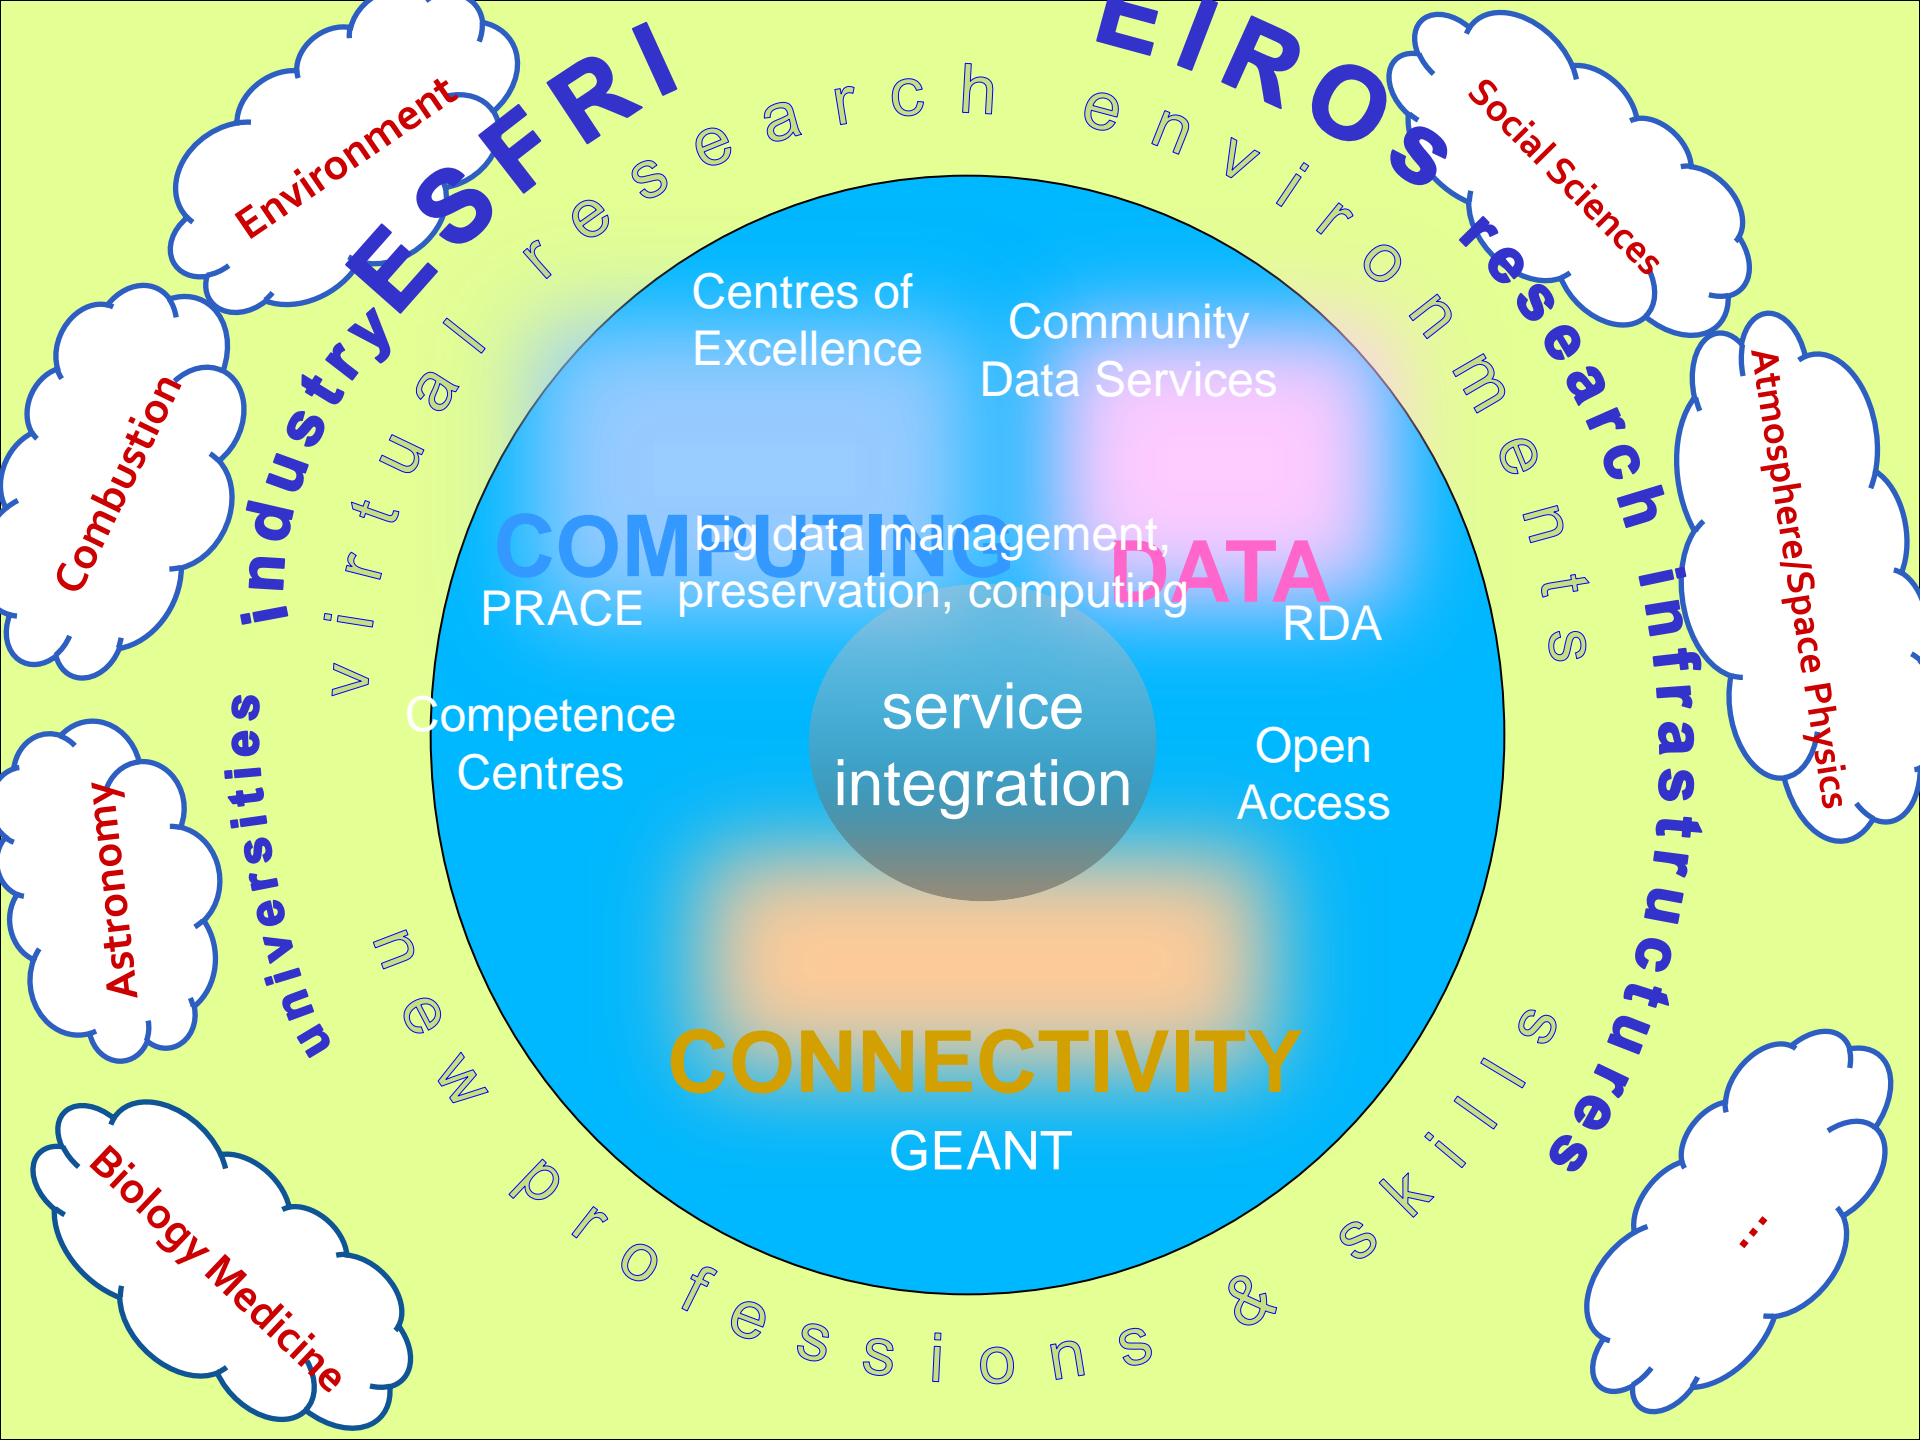 ESFRI
EIROS
research infrastructures
industry
universities
virtual research environments
new professions & skills
Environment
Combustion
Astronomy
Biology Medicine
Social Sciences
Atmosphere/Space Physics
...
Centres of
Excellence
Community
Data Services
COMPUTING
big data management,
preservation, computing
DATA
PRACE
RDA
Competence
Centres
service
integration
Open
Access
CONNECTIVITY
GEANT